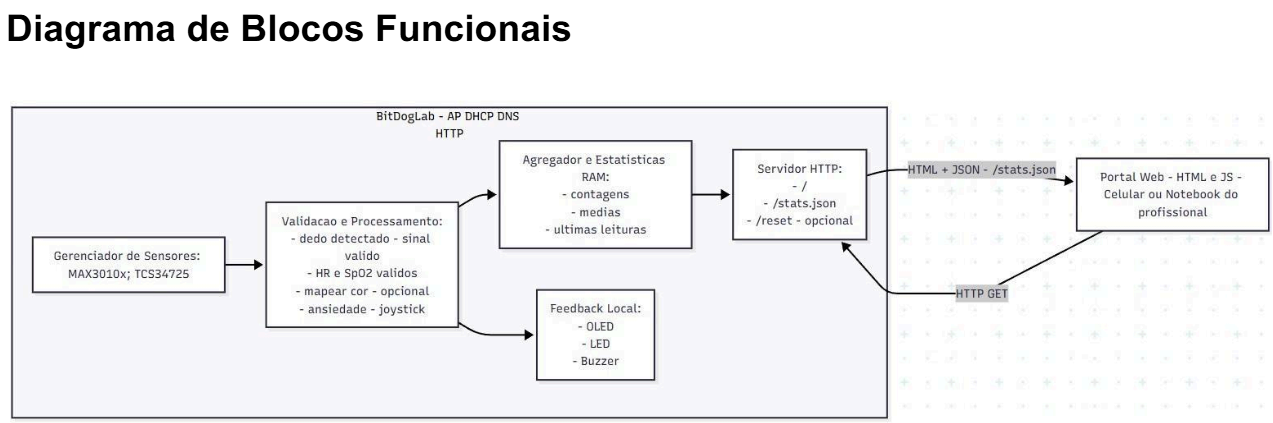 Diagrama de Blocos Funcionais
BitDogLab - AP DHCP DNS
HTTP
Gerenciador de Sensores:
MAX3010x; TCS34725
Validacao e Processamento:
- dedo detectado - sinal
valido
- HR e SpO2 validos
- mapear cor - opcional
- ansiedade - joystick
Agregador e Estatisticas
RAM:
- contagens
- medias
- ultimas leituras
Feedback Local:
- OLED
- LED
- Buzzer
Servidor HTTP:
- /
- /stats.json
- /reset - opcional
HTML + JSON - /stats.json
Portal Web - HTML e JS -
Celular ou Notebook do
profissional
HTTP GET